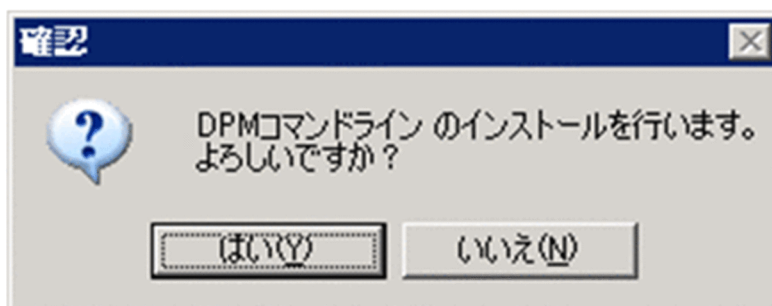 確認
DPMコマンドライン のインストールを行います。
よろしいですか？
はい(Y)
いいえ(N)